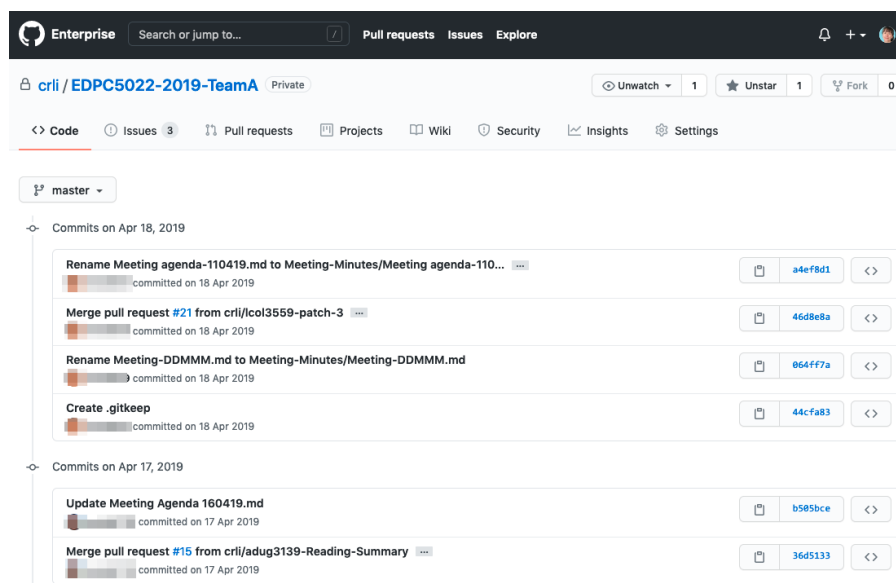 Enterprise Search or jump to... / Pull requests Issues Explore
crli / EDPC5022-2019-TeamA Private Unwatch 1 Unstar 1 Fork 0
Code Issues 3 Pull requests Projects Wiki Security Insights Settings
master
Commits on Apr 18, 2019
Rename Meeting agenda-110419.md to Meeting-Minutes/Meeting agenda-110... ...
committed on 18 Apr 2019
a4ef8d1
Merge pull request #21 from crli/lcol3559-patch-3 ...
committed on 18 Apr 2019
46d8e8a
Rename Meeting-DDMMM.md to Meeting-Minutes/Meeting-DDMMM.md
committed on 18 Apr 2019
064ff7a
Create .gitkeep
committed on 18 Apr 2019
44cfa83
Commits on Apr 17, 2019
Update Meeting Agenda 160419.md
committed on 17 Apr 2019
b505bce
Merge pull request #15 from crli/adug3139-Reading-Summary ...
committed on 17 Apr 2019
36d5133